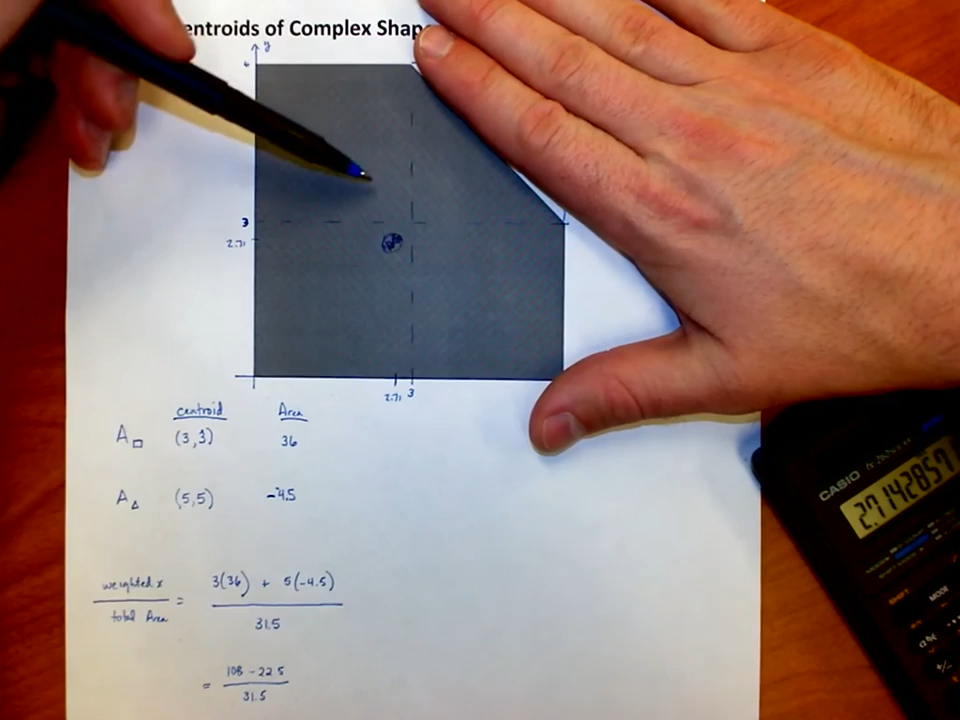 entroids of Complex Shap
y
3
2.71
2.71 3
centroid Area
A□ (3,3) 36
A△ (5,5) -4.5
weighted x
total Area
=
3(36) + 5(-4.5)
31.5
=
108 - 22.5
31.5
CASIO
2.7142857
SHIFT
MODE